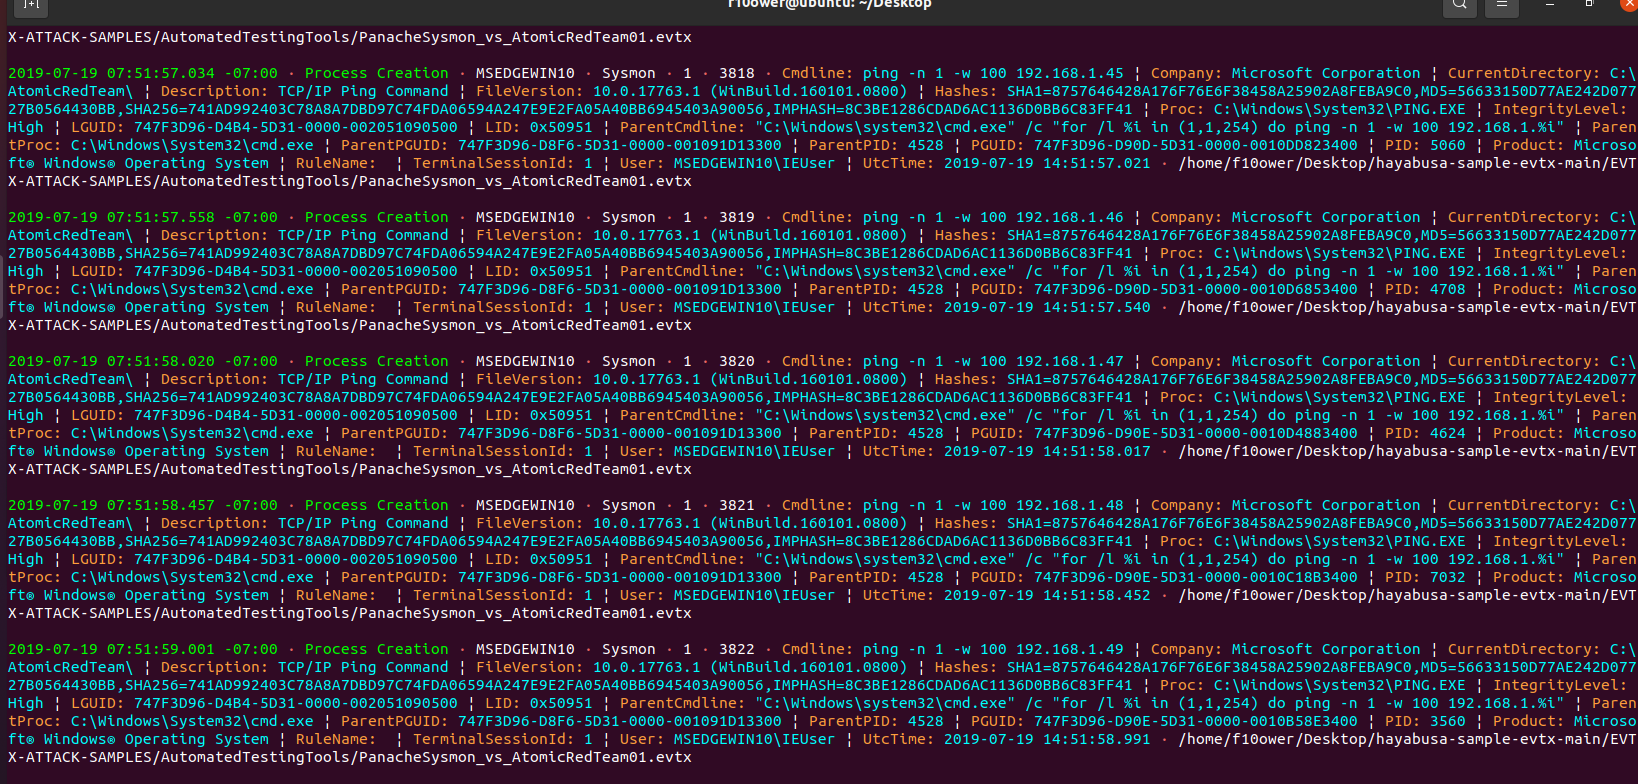 r10ower@ubuntu: ~/Desktop
X-ATTACK-SAMPLES/AutomatedTestingTools/PanacheSysmon_vs_AtomicRedTeam01.evtx
2019-07-19 07:51:57.034 -07:00 · Process Creation · MSEDGEWIN10 · Sysmon · 1 · 3818 · Cmdline: ping -n 1 -w 100 192.168.1.45 ¦ Company: Microsoft Corporation ¦ CurrentDirectory: C:\
AtomicRedTeam\ ¦ Description: TCP/IP Ping Command ¦ FileVersion: 10.0.17763.1 (WinBuild.160101.0800) ¦ Hashes: SHA1=8757646428A176F76E6F38458A25902A8FEBA9C0,MD5=56633150D77AE242D077
27B0564430BB,SHA256=741AD992403C78A8A7DBD97C74FDA06594A247E9E2FA05A40BB6945403A90056,IMPHASH=8C3BE1286CDAD6AC1136D0BB6C83FF41 ¦ Proc: C:\Windows\System32\PING.EXE ¦ IntegrityLevel:
High ¦ LGUID: 747F3D96-D4B4-5D31-0000-002051090500 ¦ LID: 0x50951 ¦ ParentCmdline: "C:\Windows\system32\cmd.exe" /c "for /l %i in (1,1,254) do ping -n 1 -w 100 192.168.1.%i" ¦ Paren
tProc: C:\Windows\System32\cmd.exe ¦ ParentPGUID: 747F3D96-D8F6-5D31-0000-001091D13300 ¦ ParentPID: 4528 ¦ PGUID: 747F3D96-D90D-5D31-0000-0010DD823400 ¦ PID: 5060 ¦ Product: Microso
ft® Windows® Operating System ¦ RuleName:  ¦ TerminalSessionId: 1 ¦ User: MSEDGEWIN10\IEUser ¦ UtcTime: 2019-07-19 14:51:57.021 · /home/f10ower/Desktop/hayabusa-sample-evtx-main/EVT
X-ATTACK-SAMPLES/AutomatedTestingTools/PanacheSysmon_vs_AtomicRedTeam01.evtx
2019-07-19 07:51:57.558 -07:00 · Process Creation · MSEDGEWIN10 · Sysmon · 1 · 3819 · Cmdline: ping -n 1 -w 100 192.168.1.46 ¦ Company: Microsoft Corporation ¦ CurrentDirectory: C:\
AtomicRedTeam\ ¦ Description: TCP/IP Ping Command ¦ FileVersion: 10.0.17763.1 (WinBuild.160101.0800) ¦ Hashes: SHA1=8757646428A176F76E6F38458A25902A8FEBA9C0,MD5=56633150D77AE242D077
27B0564430BB,SHA256=741AD992403C78A8A7DBD97C74FDA06594A247E9E2FA05A40BB6945403A90056,IMPHASH=8C3BE1286CDAD6AC1136D0BB6C83FF41 ¦ Proc: C:\Windows\System32\PING.EXE ¦ IntegrityLevel:
High ¦ LGUID: 747F3D96-D4B4-5D31-0000-002051090500 ¦ LID: 0x50951 ¦ ParentCmdline: "C:\Windows\system32\cmd.exe" /c "for /l %i in (1,1,254) do ping -n 1 -w 100 192.168.1.%i" ¦ Paren
tProc: C:\Windows\System32\cmd.exe ¦ ParentPGUID: 747F3D96-D8F6-5D31-0000-001091D13300 ¦ ParentPID: 4528 ¦ PGUID: 747F3D96-D90D-5D31-0000-0010D6853400 ¦ PID: 4708 ¦ Product: Microso
ft® Windows® Operating System ¦ RuleName:  ¦ TerminalSessionId: 1 ¦ User: MSEDGEWIN10\IEUser ¦ UtcTime: 2019-07-19 14:51:57.540 · /home/f10ower/Desktop/hayabusa-sample-evtx-main/EVT
X-ATTACK-SAMPLES/AutomatedTestingTools/PanacheSysmon_vs_AtomicRedTeam01.evtx
2019-07-19 07:51:58.020 -07:00 · Process Creation · MSEDGEWIN10 · Sysmon · 1 · 3820 · Cmdline: ping -n 1 -w 100 192.168.1.47 ¦ Company: Microsoft Corporation ¦ CurrentDirectory: C:\
AtomicRedTeam\ ¦ Description: TCP/IP Ping Command ¦ FileVersion: 10.0.17763.1 (WinBuild.160101.0800) ¦ Hashes: SHA1=8757646428A176F76E6F38458A25902A8FEBA9C0,MD5=56633150D77AE242D077
27B0564430BB,SHA256=741AD992403C78A8A7DBD97C74FDA06594A247E9E2FA05A40BB6945403A90056,IMPHASH=8C3BE1286CDAD6AC1136D0BB6C83FF41 ¦ Proc: C:\Windows\System32\PING.EXE ¦ IntegrityLevel:
High ¦ LGUID: 747F3D96-D4B4-5D31-0000-002051090500 ¦ LID: 0x50951 ¦ ParentCmdline: "C:\Windows\system32\cmd.exe" /c "for /l %i in (1,1,254) do ping -n 1 -w 100 192.168.1.%i" ¦ Paren
tProc: C:\Windows\System32\cmd.exe ¦ ParentPGUID: 747F3D96-D8F6-5D31-0000-001091D13300 ¦ ParentPID: 4528 ¦ PGUID: 747F3D96-D90E-5D31-0000-0010D4883400 ¦ PID: 4624 ¦ Product: Microso
ft® Windows® Operating System ¦ RuleName:  ¦ TerminalSessionId: 1 ¦ User: MSEDGEWIN10\IEUser ¦ UtcTime: 2019-07-19 14:51:58.017 · /home/f10ower/Desktop/hayabusa-sample-evtx-main/EVT
X-ATTACK-SAMPLES/AutomatedTestingTools/PanacheSysmon_vs_AtomicRedTeam01.evtx
2019-07-19 07:51:58.457 -07:00 · Process Creation · MSEDGEWIN10 · Sysmon · 1 · 3821 · Cmdline: ping -n 1 -w 100 192.168.1.48 ¦ Company: Microsoft Corporation ¦ CurrentDirectory: C:\
AtomicRedTeam\ ¦ Description: TCP/IP Ping Command ¦ FileVersion: 10.0.17763.1 (WinBuild.160101.0800) ¦ Hashes: SHA1=8757646428A176F76E6F38458A25902A8FEBA9C0,MD5=56633150D77AE242D077
27B0564430BB,SHA256=741AD992403C78A8A7DBD97C74FDA06594A247E9E2FA05A40BB6945403A90056,IMPHASH=8C3BE1286CDAD6AC1136D0BB6C83FF41 ¦ Proc: C:\Windows\System32\PING.EXE ¦ IntegrityLevel:
High ¦ LGUID: 747F3D96-D4B4-5D31-0000-002051090500 ¦ LID: 0x50951 ¦ ParentCmdline: "C:\Windows\system32\cmd.exe" /c "for /l %i in (1,1,254) do ping -n 1 -w 100 192.168.1.%i" ¦ Paren
tProc: C:\Windows\System32\cmd.exe ¦ ParentPGUID: 747F3D96-D8F6-5D31-0000-001091D13300 ¦ ParentPID: 4528 ¦ PGUID: 747F3D96-D90E-5D31-0000-0010C18B3400 ¦ PID: 7032 ¦ Product: Microso
ft® Windows® Operating System ¦ RuleName:  ¦ TerminalSessionId: 1 ¦ User: MSEDGEWIN10\IEUser ¦ UtcTime: 2019-07-19 14:51:58.452 · /home/f10ower/Desktop/hayabusa-sample-evtx-main/EVT
X-ATTACK-SAMPLES/AutomatedTestingTools/PanacheSysmon_vs_AtomicRedTeam01.evtx
2019-07-19 07:51:59.001 -07:00 · Process Creation · MSEDGEWIN10 · Sysmon · 1 · 3822 · Cmdline: ping -n 1 -w 100 192.168.1.49 ¦ Company: Microsoft Corporation ¦ CurrentDirectory: C:\
AtomicRedTeam\ ¦ Description: TCP/IP Ping Command ¦ FileVersion: 10.0.17763.1 (WinBuild.160101.0800) ¦ Hashes: SHA1=8757646428A176F76E6F38458A25902A8FEBA9C0,MD5=56633150D77AE242D077
27B0564430BB,SHA256=741AD992403C78A8A7DBD97C74FDA06594A247E9E2FA05A40BB6945403A90056,IMPHASH=8C3BE1286CDAD6AC1136D0BB6C83FF41 ¦ Proc: C:\Windows\System32\PING.EXE ¦ IntegrityLevel:
High ¦ LGUID: 747F3D96-D4B4-5D31-0000-002051090500 ¦ LID: 0x50951 ¦ ParentCmdline: "C:\Windows\system32\cmd.exe" /c "for /l %i in (1,1,254) do ping -n 1 -w 100 192.168.1.%i" ¦ Paren
tProc: C:\Windows\System32\cmd.exe ¦ ParentPGUID: 747F3D96-D8F6-5D31-0000-001091D13300 ¦ ParentPID: 4528 ¦ PGUID: 747F3D96-D90E-5D31-0000-0010B58E3400 ¦ PID: 3560 ¦ Product: Microso
ft® Windows® Operating System ¦ RuleName:  ¦ TerminalSessionId: 1 ¦ User: MSEDGEWIN10\IEUser ¦ UtcTime: 2019-07-19 14:51:58.991 · /home/f10ower/Desktop/hayabusa-sample-evtx-main/EVT
X-ATTACK-SAMPLES/AutomatedTestingTools/PanacheSysmon_vs_AtomicRedTeam01.evtx